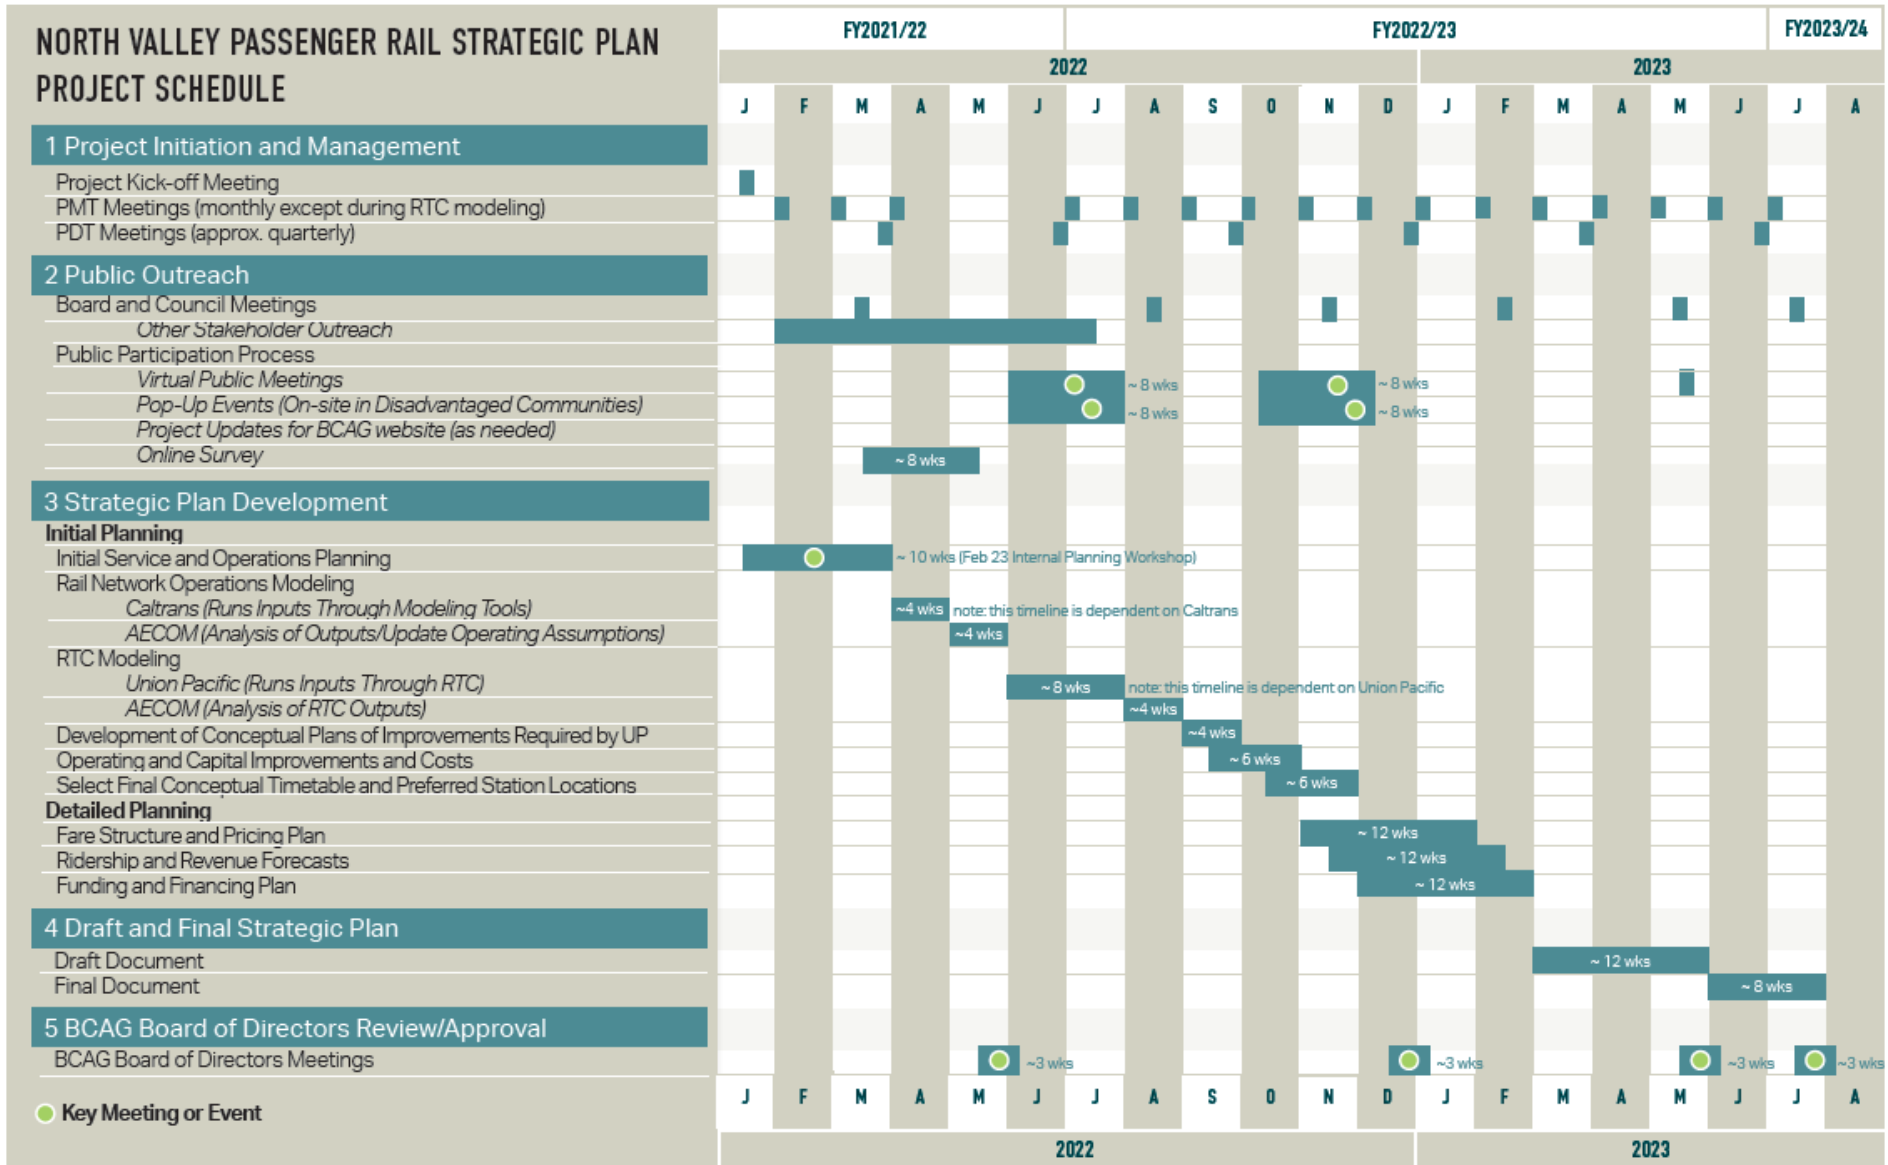 NORTH VALLEY PASSENGER RAIL STRATEGIC PLAN
PROJECT SCHEDULE
FY2021/22 FY2022/23 FY2023/24
2022 2023
J F M A M J J A S O N D J F M A M J J A
1 Project Initiation and Management
Project Kick-off Meeting
PMT Meetings (monthly except during RTC modeling)
PDT Meetings (approx. quarterly)
2 Public Outreach
Board and Council Meetings
Other Stakeholder Outreach
Public Participation Process
Virtual Public Meetings ~ 8 wks ~ 8 wks
Pop-Up Events (On-site in Disadvantaged Communities) ~ 8 wks ~ 8 wks
Project Updates for BCAG website (as needed)
Online Survey ~ 8 wks
3 Strategic Plan Development
Initial Planning
Initial Service and Operations Planning ~ 10 wks (Feb 23 Internal Planning Workshop)
Rail Network Operations Modeling
Caltrans (Runs Inputs Through Modeling Tools) ~4 wks note: this timeline is dependent on Caltrans
AECOM (Analysis of Outputs/Update Operating Assumptions) ~4 wks
RTC Modeling
Union Pacific (Runs Inputs Through RTC) ~ 8 wks note: this timeline is dependent on Union Pacific
AECOM (Analysis of RTC Outputs) ~4 wks
Development of Conceptual Plans of Improvements Required by UP ~4 wks
Operating and Capital Improvements and Costs ~ 6 wks
Select Final Conceptual Timetable and Preferred Station Locations ~ 6 wks
Detailed Planning
Fare Structure and Pricing Plan ~ 12 wks
Ridership and Revenue Forecasts ~ 12 wks
Funding and Financing Plan ~ 12 wks
4 Draft and Final Strategic Plan
Draft Document ~ 12 wks
Final Document ~ 8 wks
5 BCAG Board of Directors Review/Approval
BCAG Board of Directors Meetings ~3 wks ~3 wks ~3 wks ~3 wks
J F M A M J J A S O N D J F M A M J J A
Key Meeting or Event
2022 2023